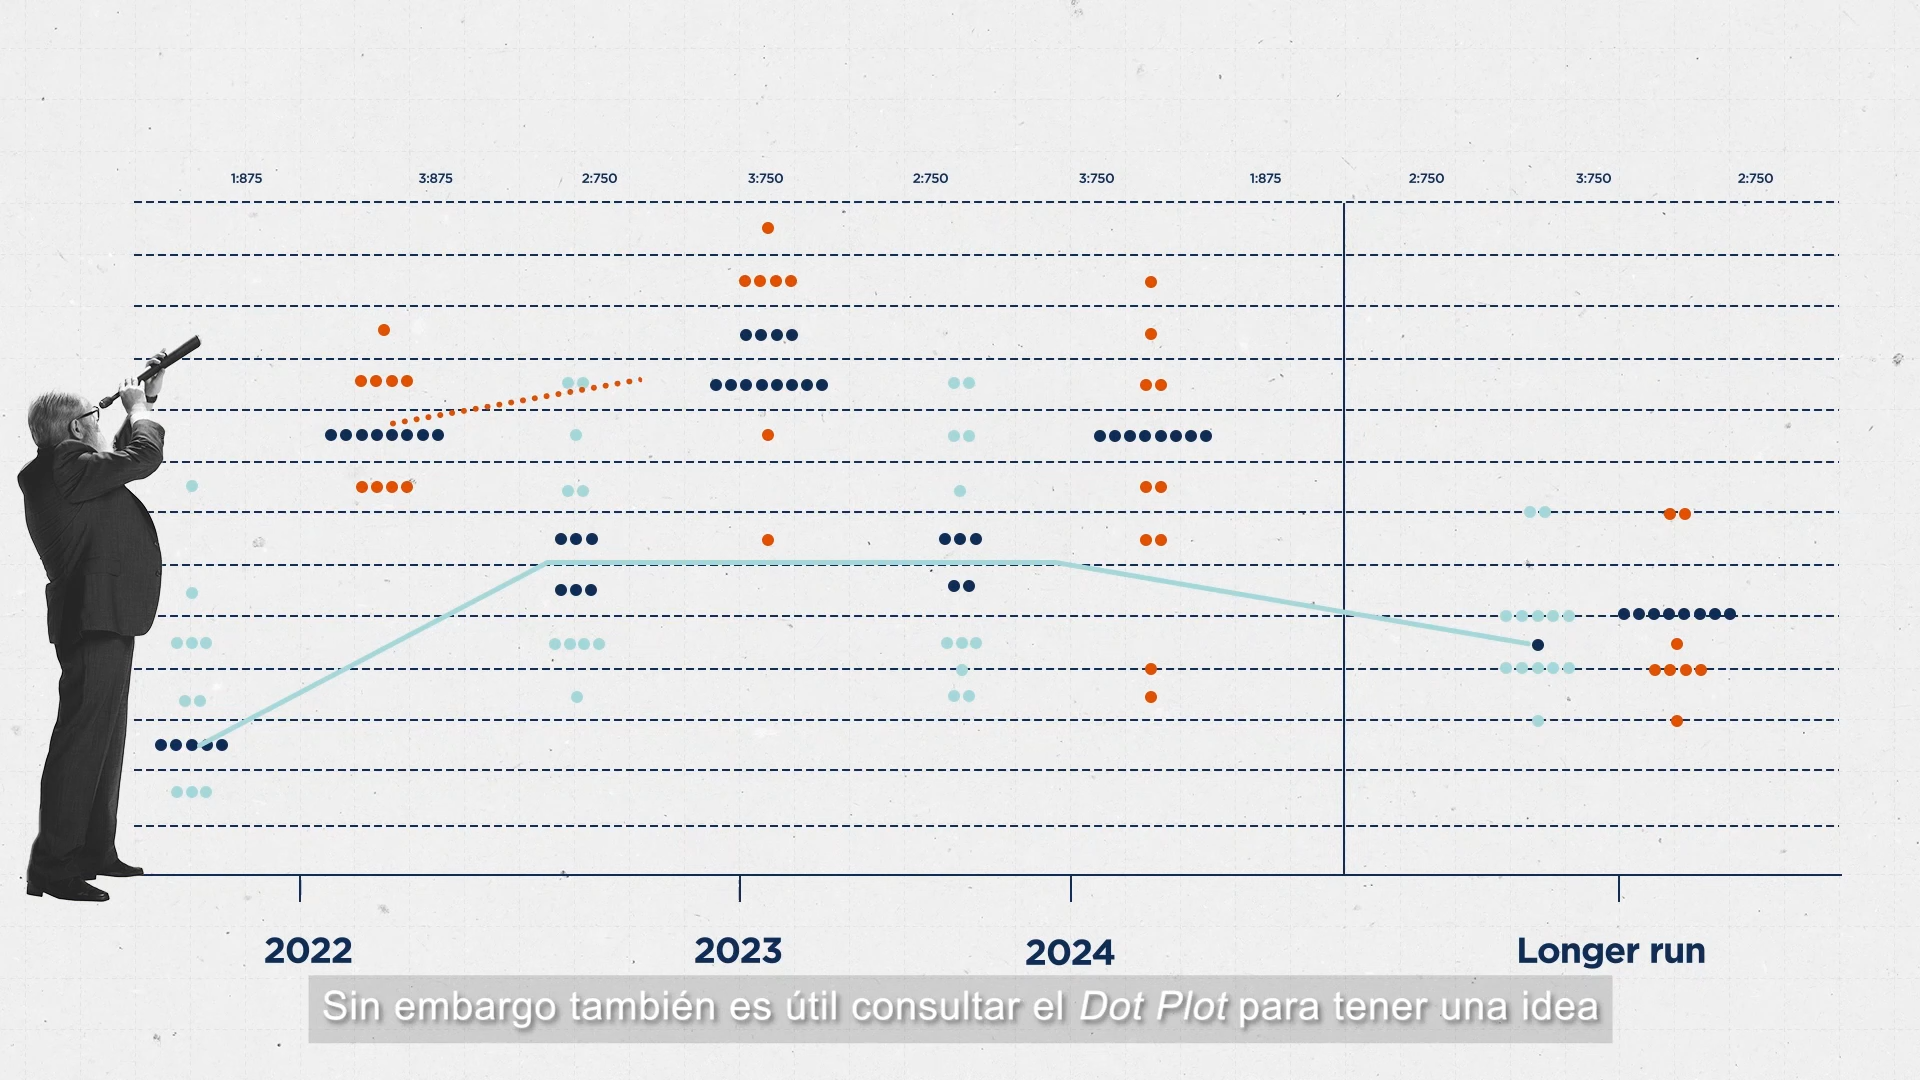 1:875 3:875 2:750 3:750 2:750 3:750 1:875 2:750 3:750 2:750
2022 2023 2024 Longer run
Sin embargo también es útil consultar el Dot Plot para tener una idea